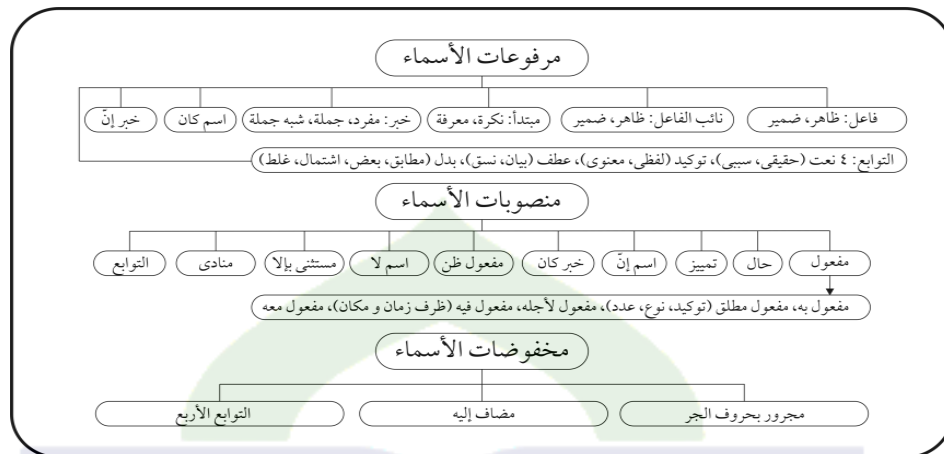 مرفوعات الأسماء
فاعل: ظاهر، ضمير نائب الفاعل: ظاهر، ضمير مبتدأ: نكرة، معرفة خبر: مفرد، جملة، شبه جملة اسم كان خبر إنّ
التوابع: ٤ نعت (حقيقى، سببى)، توكيد (لفظى، معنوى)، عطف (بيان، نسق)، بدل (مطابق، بعض، اشتمال، غلط)
منصوبات الأسماء
مفعول حال تمييز اسم إنّ خبر كان مفعول ظن اسم لا مستثنى بإلا منادى التوابع
مفعول به، مفعول مطلق (توكيد، نوع، عدد)، مفعول لأجله، مفعول فيه (ظرف زمان و مكان)، مفعول معه
مخفوضات الأسماء
مجرور بحروف الجر مضاف إليه التوابع الأربع